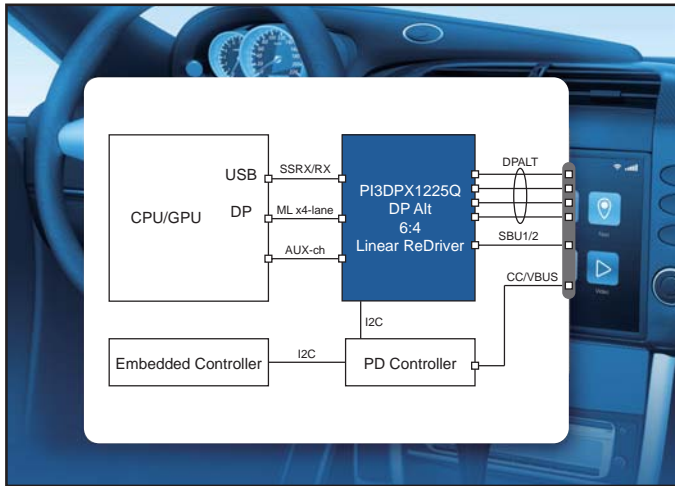 USB
SSRX/RX
DPALT
CPU/GPU
DP
ML x4-lane
AUX-ch
PI3DPX1225Q
DP Alt
6:4
Linear ReDriver
SBU1/2
CC/VBUS
I2C
Embedded Controller
I2C
PD Controller